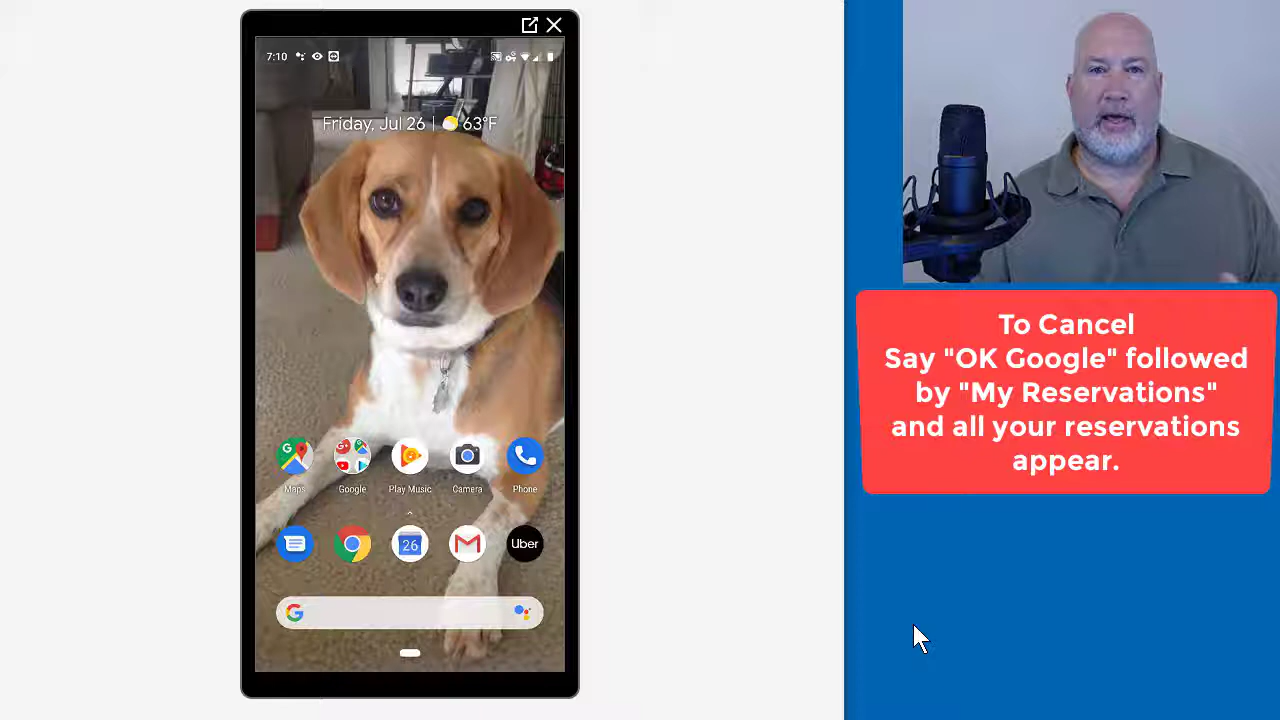 7:10
Friday, Jul 26 | 63°F
Maps
Google
Play Music
Camera
Phone
26
Uber
To Cancel
Say "OK Google" followed
by "My Reservations"
and all your reservations
appear.